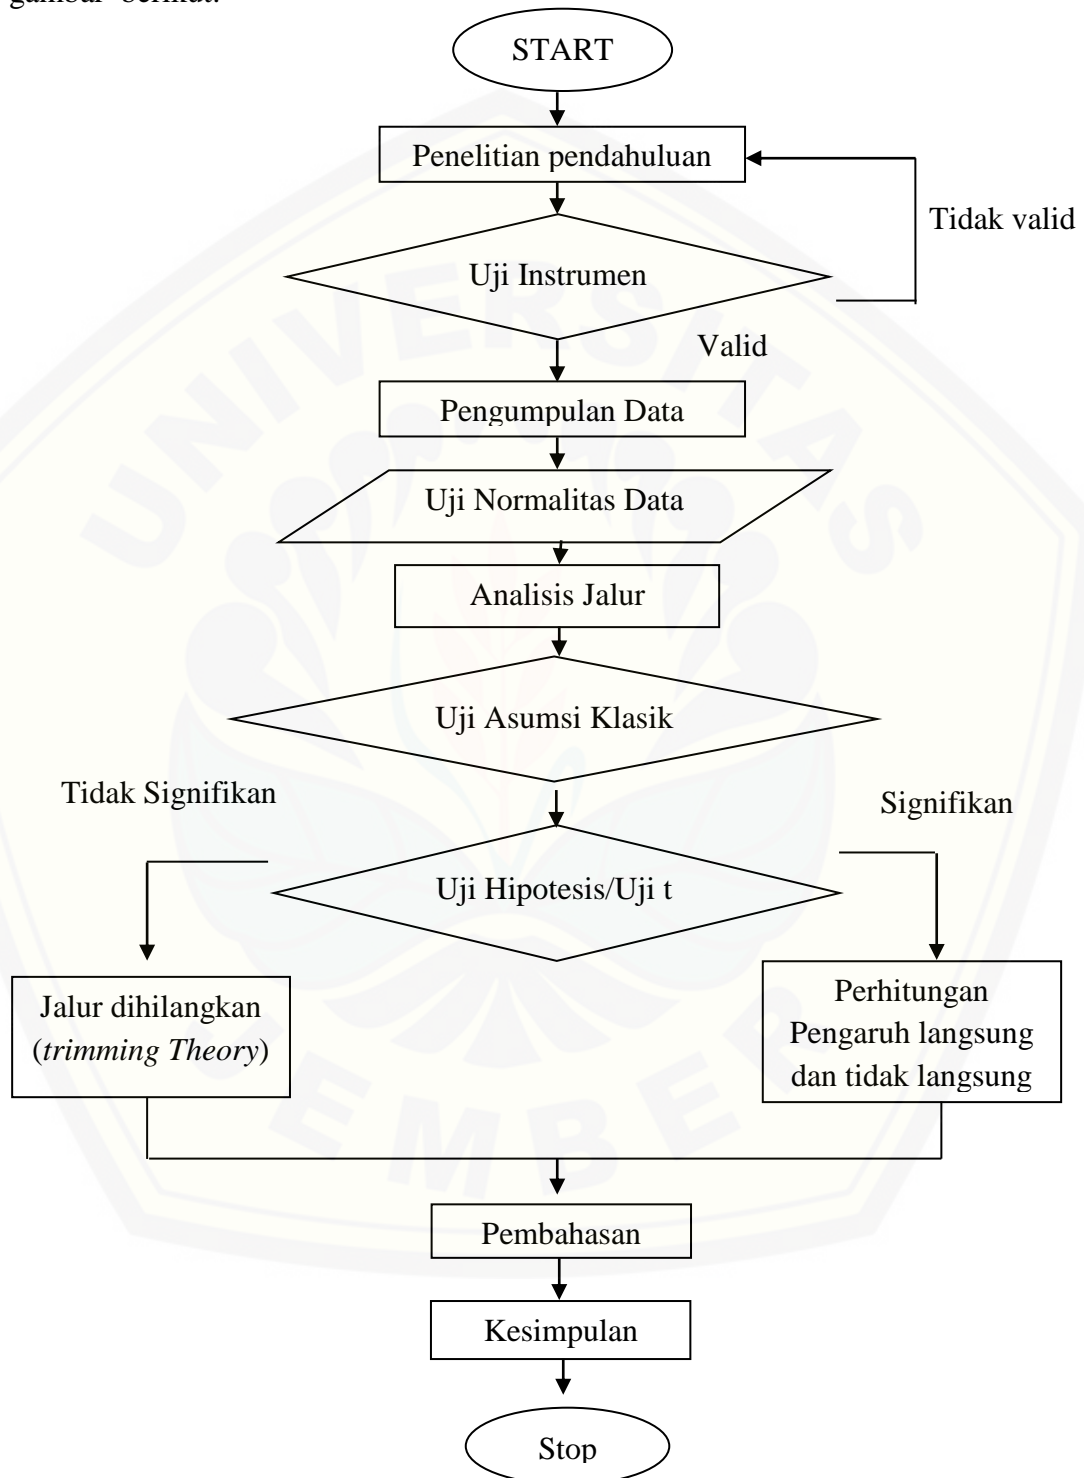 gambar berikut:
START
Penelitian pendahuluan
Tidak valid
Uji Instrumen
Valid
Pengumpulan Data
Uji Normalitas Data
Analisis Jalur
Uji Asumsi Klasik
Tidak Signifikan
Signifikan
Uji Hipotesis/Uji t
Jalur dihilangkan
(trimming Theory)
Perhitungan
Pengaruh langsung
dan tidak langsung
Pembahasan
Kesimpulan
Stop
UNIVERSITAS
JEMBER